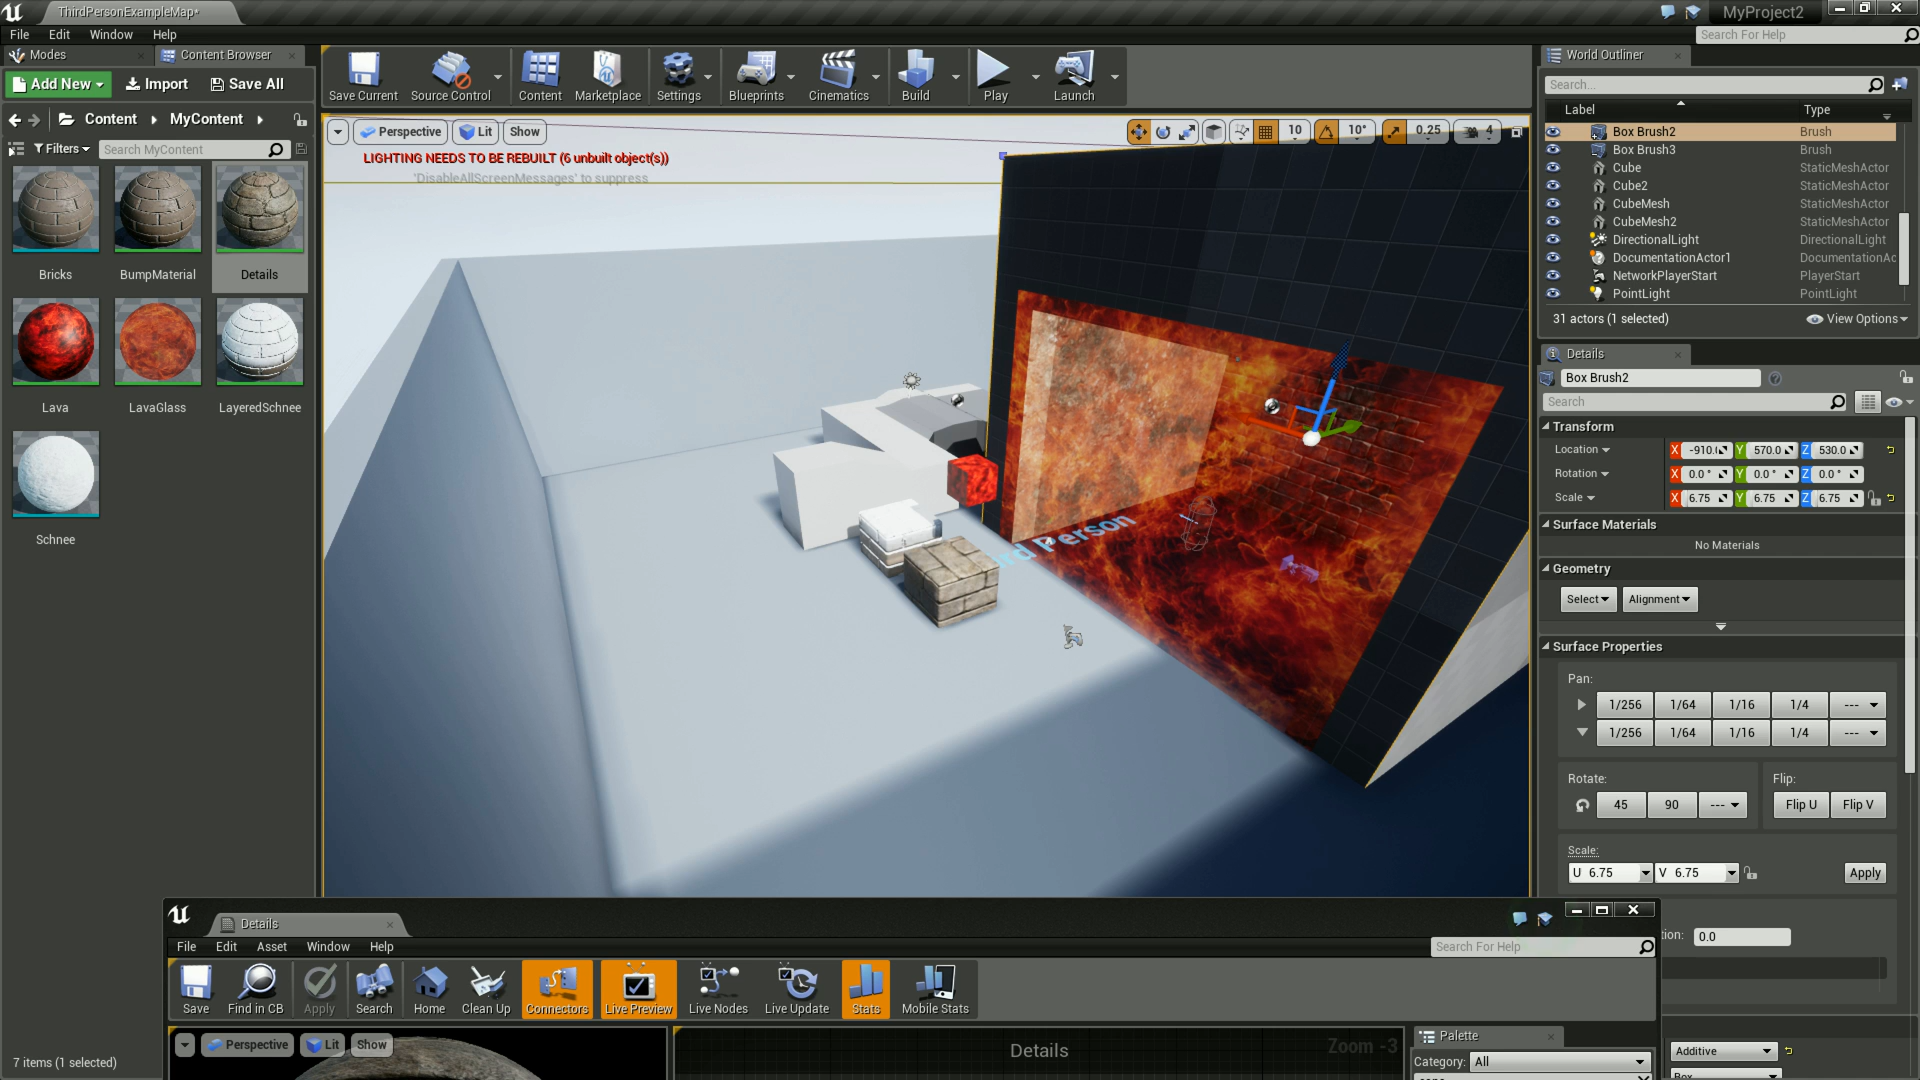 ThirdPersonExampleMap*
MyProject2
File Edit Window Help
Search For Help
Modes
Content Browser
Add New
Import
Save All
Content
MyContent
Filters
Search MyContent
Bricks
BumpMaterial
Details
Lava
LavaGlass
LayeredSchnee
Schnee
7 items (1 selected)
Save Current
Source Control
Content
Marketplace
Settings
Blueprints
Cinematics
Build
Play
Launch
Perspective
Lit
Show
10
10°
0.25
4
LIGHTING NEEDS TO BE REBUILT (6 unbuilt object(s))
'DisableAllScreenMessages' to suppress
ird Person
World Outliner
Search...
Label Type
Box Brush2 Brush
Box Brush3 Brush
Cube StaticMeshActor
Cube2 StaticMeshActor
CubeMesh StaticMeshActor
CubeMesh2 StaticMeshActor
DirectionalLight DirectionalLight
DocumentationActor1 DocumentationAc
NetworkPlayerStart PlayerStart
PointLight PointLight
31 actors (1 selected)
View Options
Details
Box Brush2
Search
Transform
Location X -910. Y 570.0 Z 530.0
Rotation X 0.0 ° Y 0.0 ° Z 0.0 °
Scale X 6.75 Y 6.75 Z 6.75
Surface Materials
No Materials
Geometry
Select Alignment
Surface Properties
Pan:
1/256 1/64 1/16 1/4 ---
1/256 1/64 1/16 1/4 ---
Rotate: Flip:
45 90 --- Flip U Flip V
Scale:
U 6.75 V 6.75 Apply
tion: 0.0
Additive
Details
File Edit Asset Window Help
Search For Help
Save
Find in CB
Apply
Search
Home
Clean Up
Connectors
Live Preview
Live Nodes
Live Update
Stats
Mobile Stats
Perspective
Lit
Show
Details
Zoom -3
Palette
Category: All